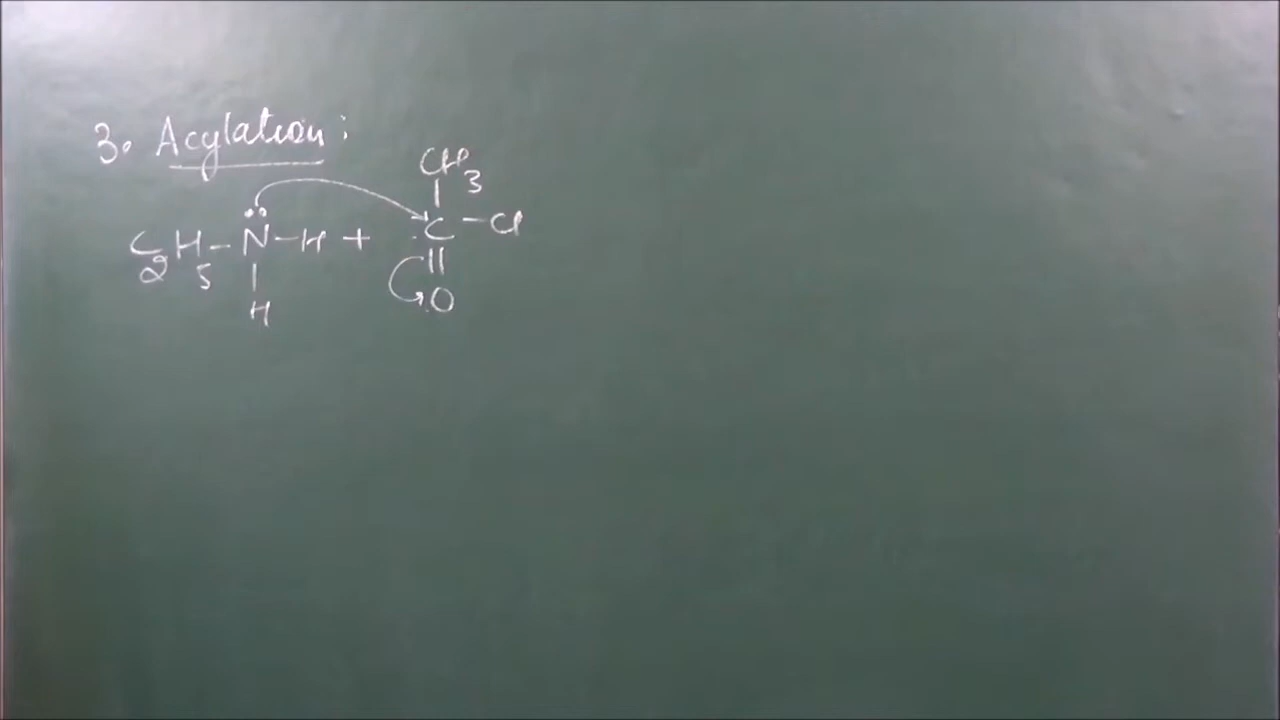 3. Acylation:
CH3
C2H5-N̈-H + C-Cl
| ||
H O